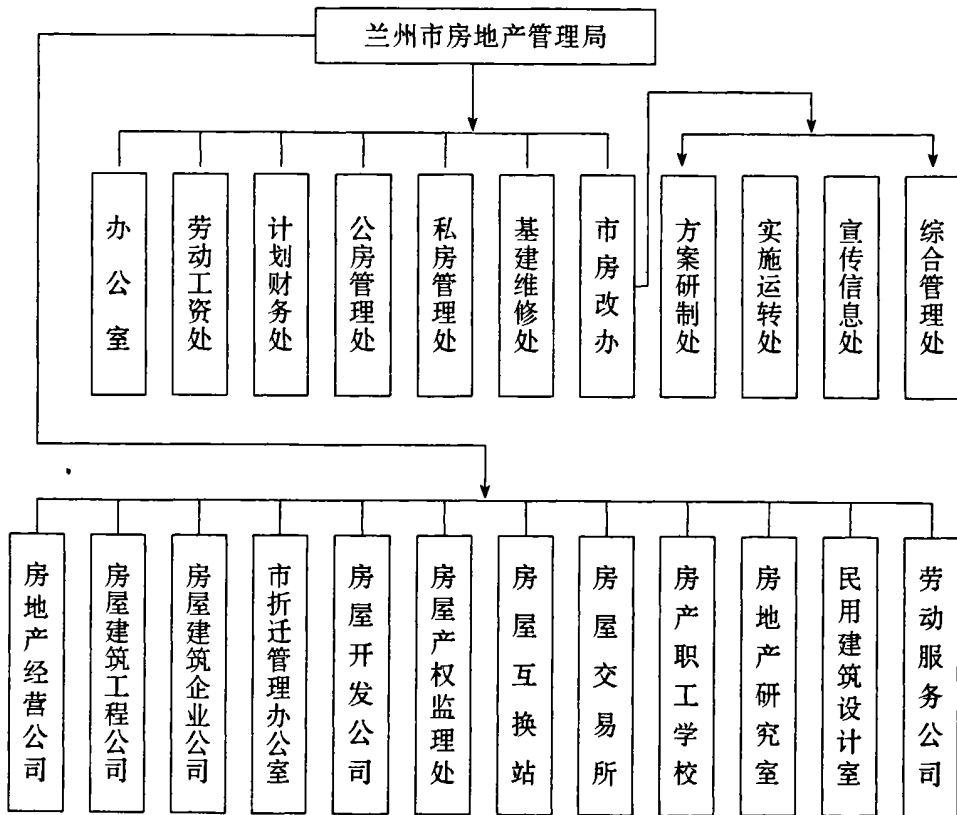 兰州市房地产管理局
办公室
劳动工资处
计划财务处
公房管理处
私房管理处
基建维修处
市房改办
方案研制处
实施运转处
宣传信息处
综合管理处
房地产经营公司
房屋建筑工程公司
房屋建筑企业公司
市折迁管理办公室
房屋开发公司
房屋产权监理处
房屋互换站
房屋交易所
房产职工学校
房地产研究室
民用建筑设计室
劳动服务公司